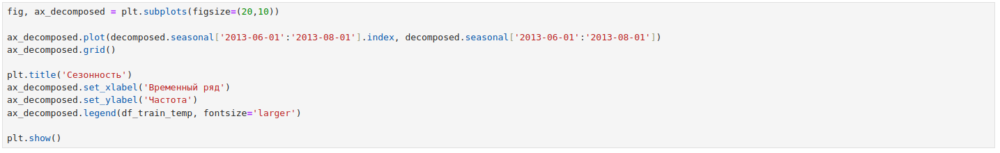 fig, ax_decomposed = plt.subplots(figsize=(20,10))
ax_decomposed.plot(decomposed.seasonal['2013-06-01':'2013-08-01'].index, decomposed.seasonal['2013-06-01':'2013-08-01'])
ax_decomposed.grid()
plt.title('Сезонность')
ax_decomposed.set_xlabel('Временный ряд')
ax_decomposed.set_ylabel('Частота')
ax_decomposed.legend(df_train_temp, fontsize='larger')
plt.show()